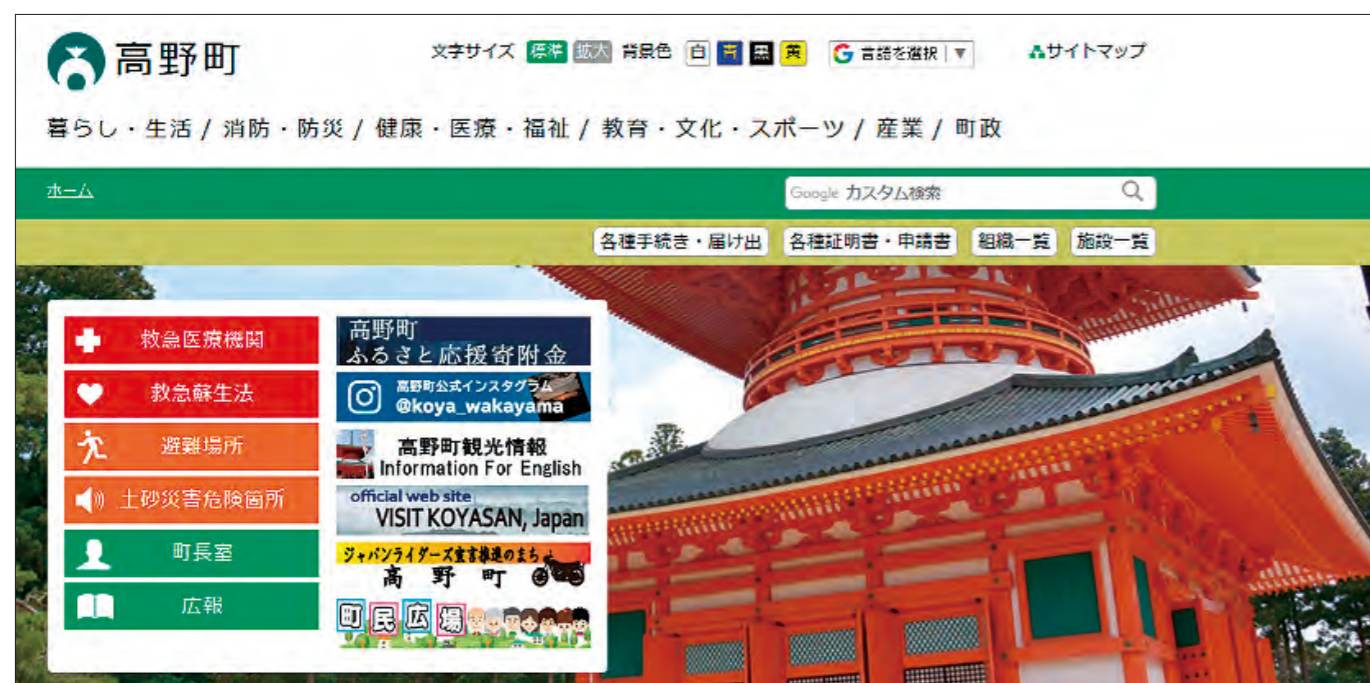 高野町
文字サイズ 標準 拡大 背景色 白 青 黒 黄 言語を選択 ▼ サイトマップ
暮らし・生活 / 消防・防災 / 健康・医療・福祉 / 教育・文化・スポーツ / 産業 / 町政
ホーム
Google カスタム検索
各種手続き・届け出 各種証明書・申請書 組織一覧 施設一覧
救急医療機関
救急蘇生法
避難場所
土砂災害危険箇所
町長室
広報
高野町
ふるさと応援寄附金
高野町公式インスタグラム
@koya_wakayama
高野町観光情報
Information For English
official web site
VISIT KOYASAN, Japan
ジャパンライダーズ宣言推進のまち
高野町
町民広場